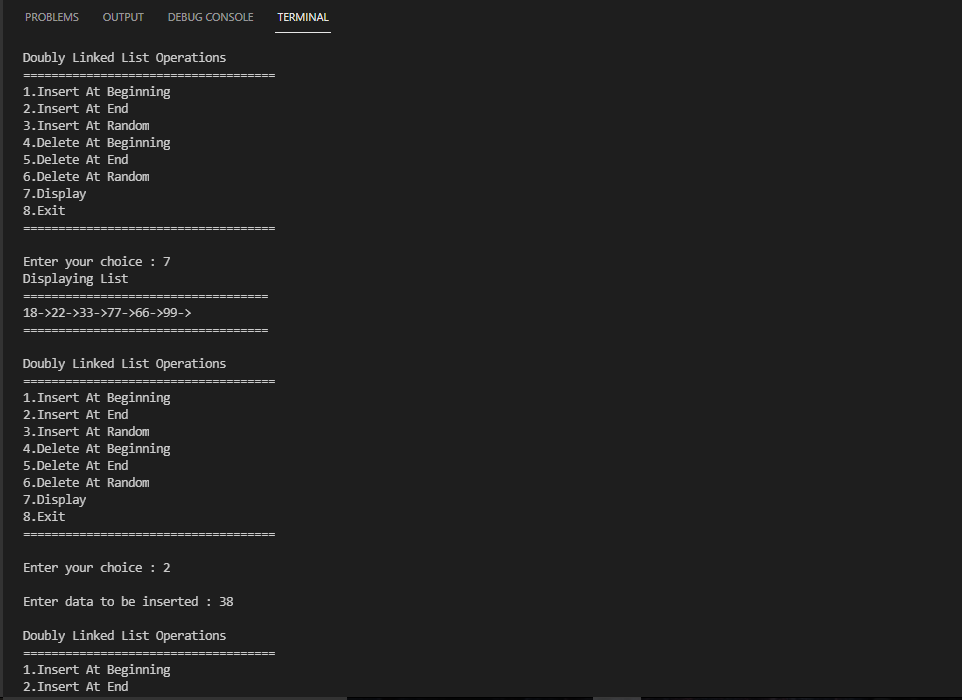 PROBLEMS OUTPUT DEBUG CONSOLE TERMINAL
Doubly Linked List Operations
====================================
1.Insert At Beginning
2.Insert At End
3.Insert At Random
4.Delete At Beginning
5.Delete At End
6.Delete At Random
7.Display
8.Exit
====================================
Enter your choice : 7
Displaying List
===================================
18->22->33->77->66->99->
===================================
Doubly Linked List Operations
====================================
1.Insert At Beginning
2.Insert At End
3.Insert At Random
4.Delete At Beginning
5.Delete At End
6.Delete At Random
7.Display
8.Exit
====================================
Enter your choice : 2
Enter data to be inserted : 38
Doubly Linked List Operations
====================================
1.Insert At Beginning
2.Insert At End